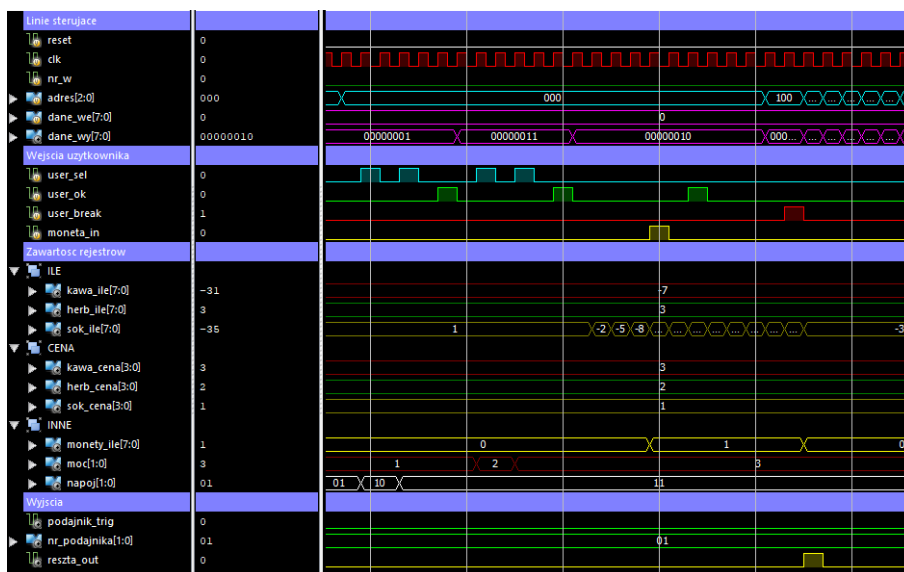 Linie sterujace
reset 0
clk 0
nr_w 0
adres[2:0] 000 000 100 ... ... ... ... ...
dane_we[7:0] 0 0
dane_wy[7:0] 00000010 00000001 00000011 00000010 000... ... ... ... ... ...
Wejscia uzytkownika
user_sel 0
user_ok 0
user_break 1
moneta_in 0
Zawartosc rejestrow
ILE
kawa_ile[7:0] -31 -7
herb_ile[7:0] 3 3
sok_ile[7:0] -35 1 -2 -5 -8 ... ... ... ... ... ... ... ... -3
CENA
kawa_cena[3:0] 3 3
herb_cena[3:0] 2 2
sok_cena[3:0] 1 1
INNE
monety_ile[7:0] 1 0 1 0
moc[1:0] 3 1 2 3
napoj[1:0] 01 01 10 11
Wyjscia
podajnik_trig 0
nr_podajnika[1:0] 01 01
reszta_out 0